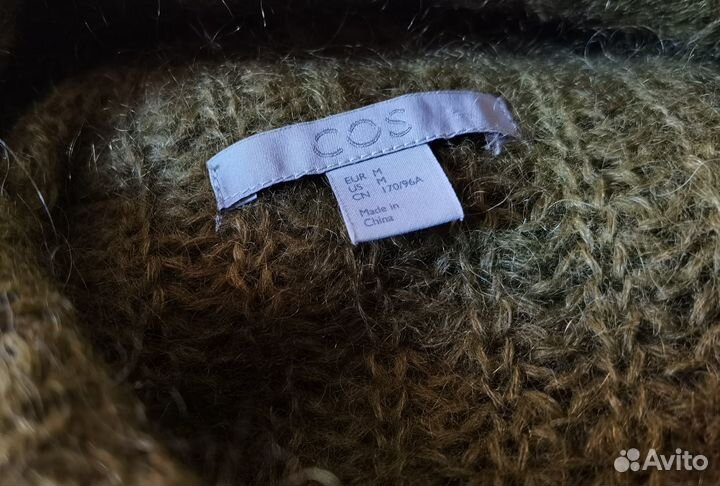 COS
EUR M
US M
CN 170/96A
Made in
China
Avito